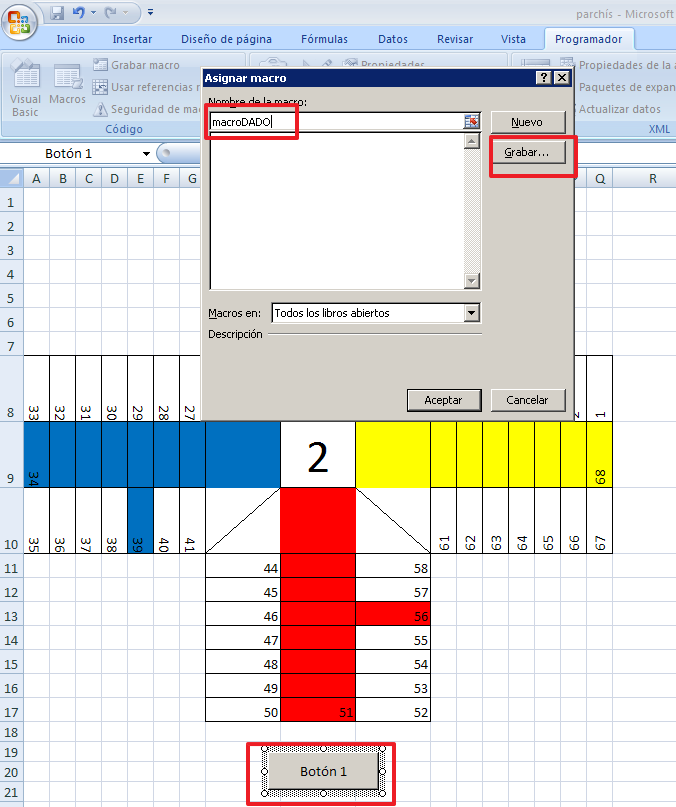 parchís - Microsoft
Inicio Insertar Diseño de página Fórmulas Datos Revisar Vista Programador
Visual Basic
Macros
Grabar macro
Usar referencias
Seguridad de ma
Código
Propiedades
Propiedades de la
Paquetes de expan
Actualizar datos
XML
Asignar macro
Nombre de la macro:
macroDADO
Nuevo
Grabar...
Macros en: Todos los libros abiertos
Descripción
Aceptar Cancelar
Botón 1
A B C D E F G Q R
1
2
3
4
5
6
7
8 33 32 31 30 29 28 27 1
9 34 2 68
10 35 36 37 38 39 40 41 61 62 63 64 65 66 67
11 44 58
12 45 57
13 46 56
14 47 55
15 48 54
16 49 53
17 50 51 52
18
19
20 Botón 1
21